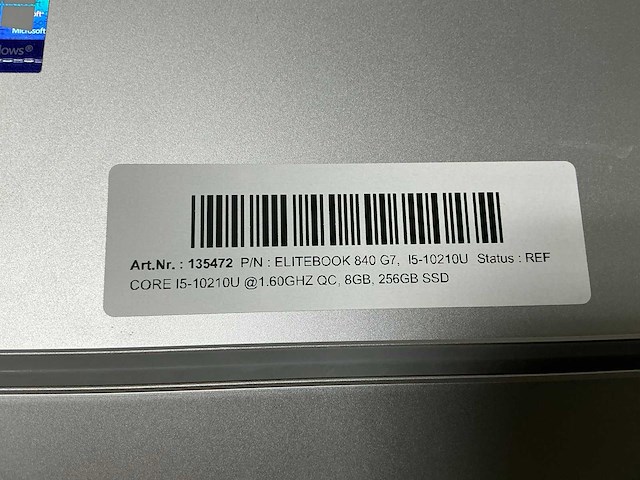 oft®
Microsoft
dows®
Art.Nr. : 135472 P/N : ELITEBOOK 840 G7, I5-10210U Status : REF
CORE I5-10210U @1.60GHZ QC, 8GB, 256GB SSD